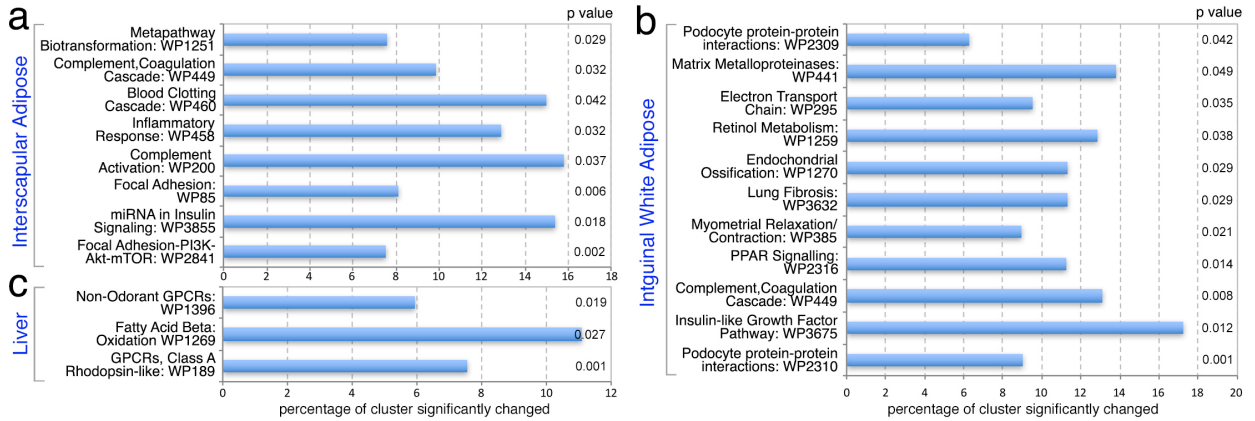 a
p value
Interscapular Adipose
Metapathway
Biotransformation: WP1251
0.029
Complement,Coagulation
Cascade: WP449
0.032
Blood Clotting
Cascade: WP460
0.042
Inflammatory
Response: WP458
0.032
Complement
Activation: WP200
0.037
Focal Adhesion:
WP85
0.006
miRNA in Insulin
Signaling: WP3855
0.018
Focal Adhesion-PI3K-
Akt-mTOR: WP2841
0.002
0 2 4 6 8 10 12 14 16 18
c
Liver
Non-Odorant GPCRs:
WP1396
0.019
Fatty Acid Beta:
Oxidation WP1269
0.027
GPCRs, Class A
Rhodopsin-like: WP189
0.001
0 2 4 6 8 10 12
percentage of cluster significantly changed
b
p value
Intguinal White Adipose
Podocyte protein-protein
interactions: WP2309
0.042
Matrix Metalloproteinases:
WP441
0.049
Electron Transport
Chain: WP295
0.035
Retinol Metabolism:
WP1259
0.038
Endochondrial
Ossification: WP1270
0.029
Lung Fibrosis:
WP3632
0.029
Myometrial Relaxation/
Contraction: WP385
0.021
PPAR Signalling:
WP2316
0.014
Complement,Coagulation
Cascade: WP449
0.008
Insulin-like Growth Factor
Pathway: WP3675
0.012
Podocyte protein-protein
interactions: WP2310
0.001
0 2 4 6 8 10 12 14 16 18 20
percentage of cluster significantly changed